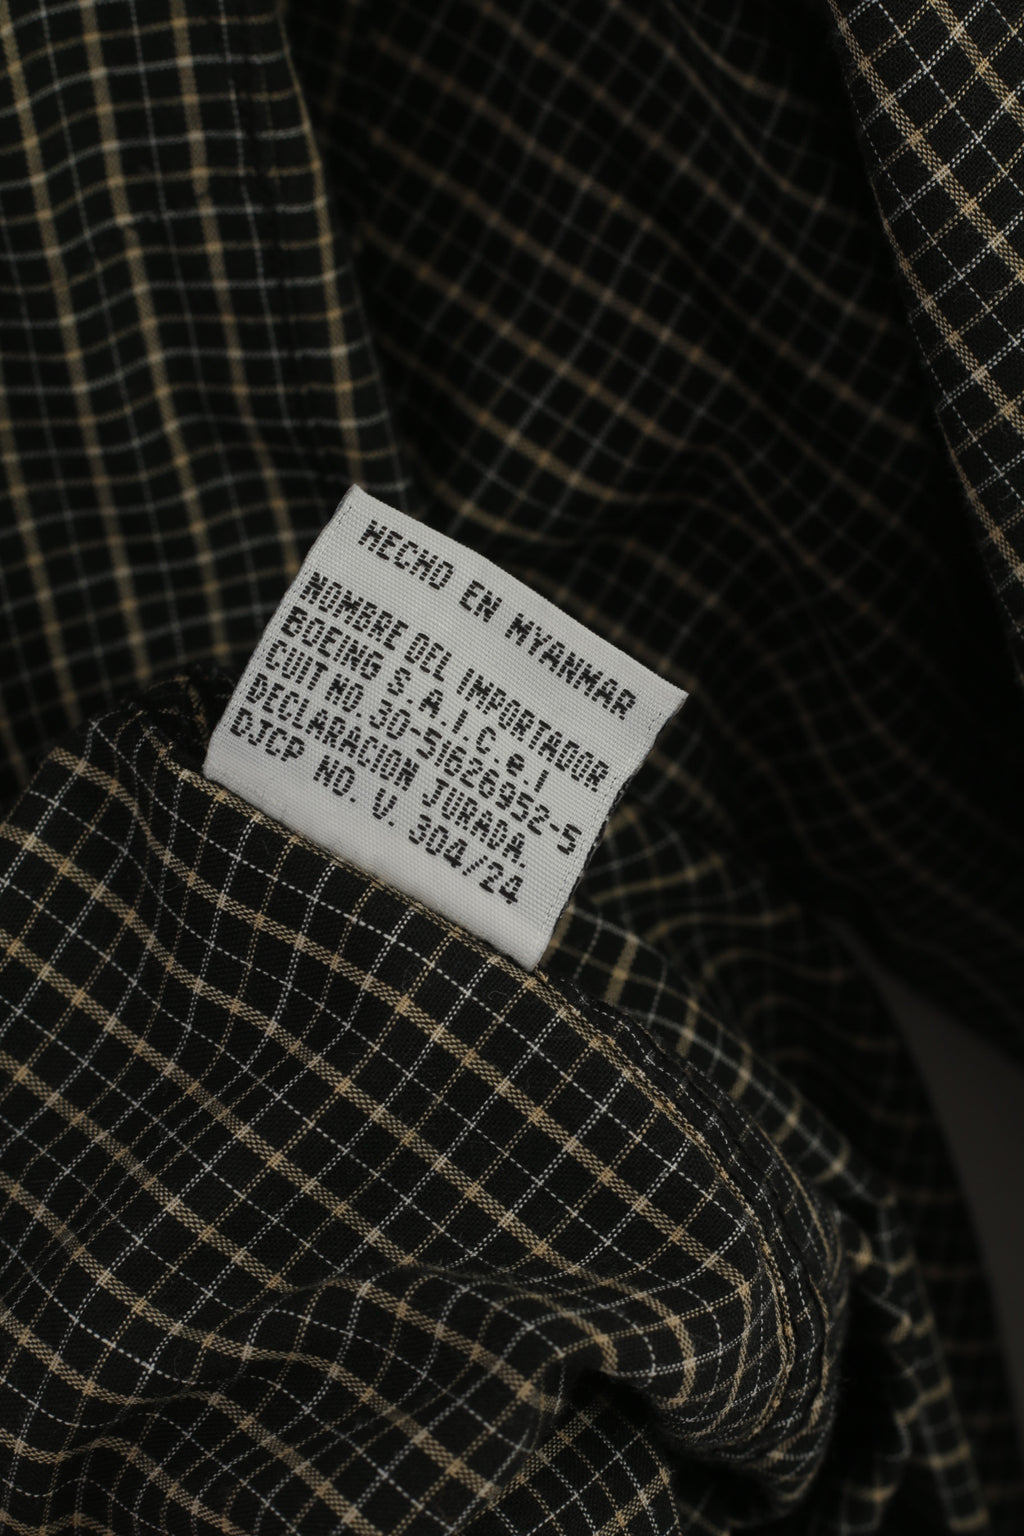 HECHO EN MYANMAR
NOMBRE DEL IMPORTADOR
BOEING S.A.I.C.e.I
CUIT NO. 30-51626952-5
DECLARACION JURADA.
DJCP NO. V. 304/24